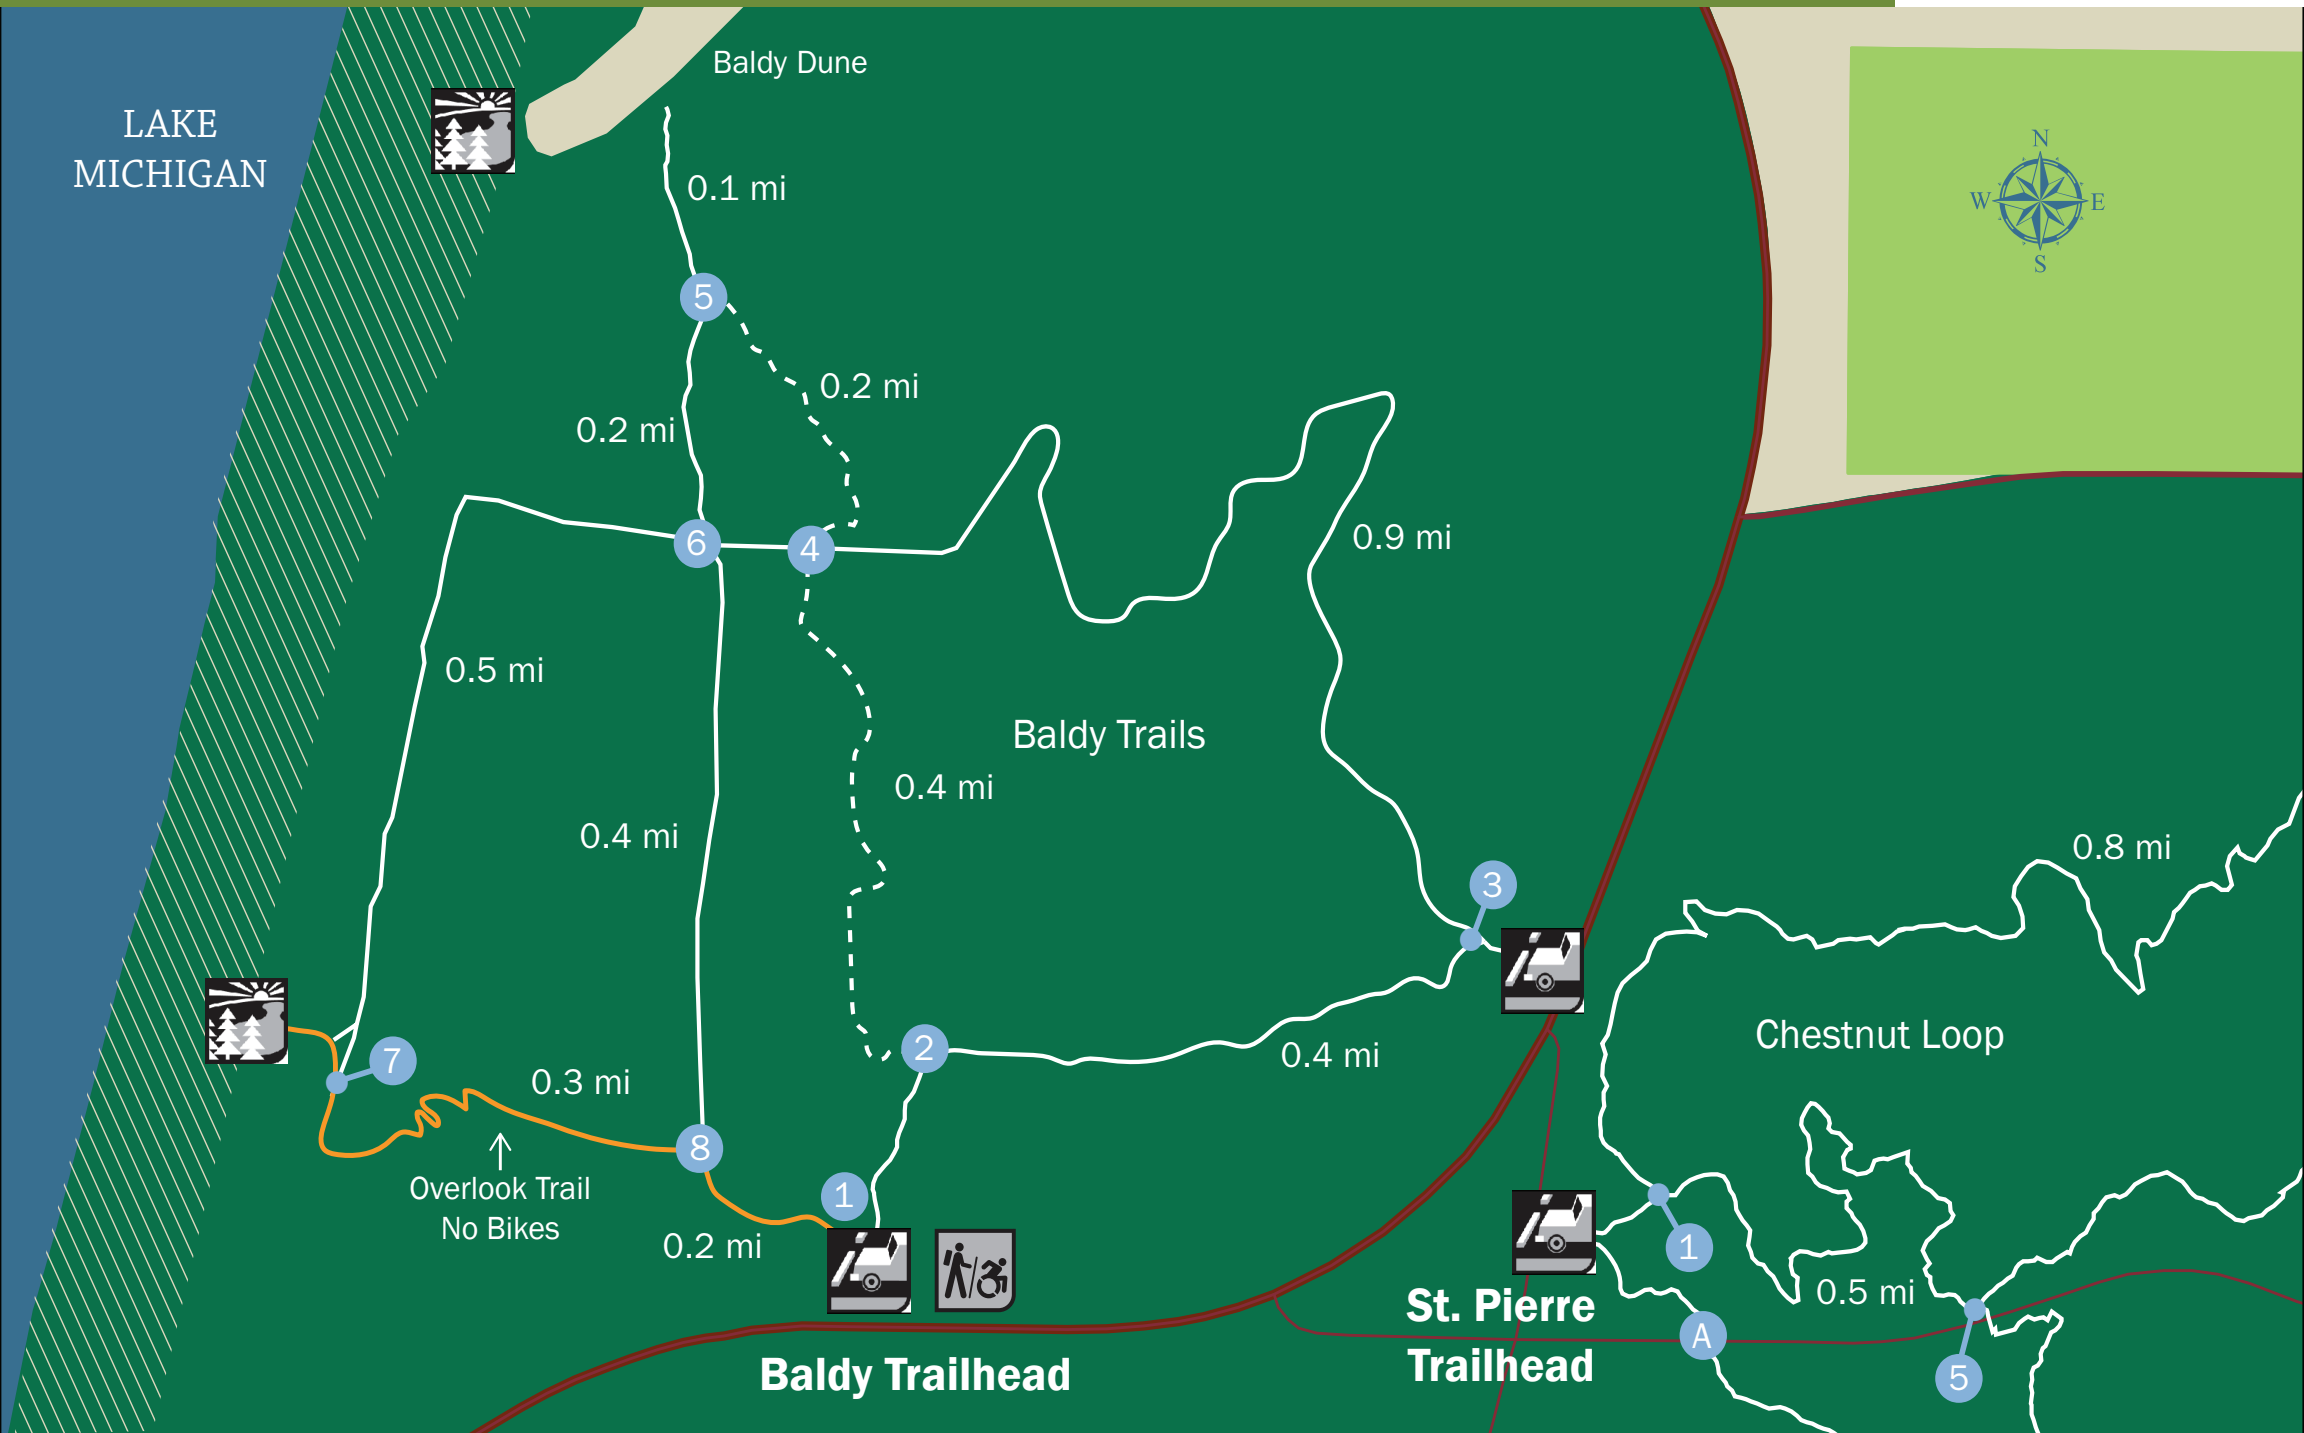 Baldy Dune
LAKE
MICHIGAN
N
W
E
S
0.1 mi
5
0.2 mi
0.2 mi
6
4
0.9 mi
0.5 mi
Baldy Trails
0.4 mi
0.4 mi
0.8 mi
3
Chestnut Loop
2
0.4 mi
7
0.3 mi
8
Overlook Trail
No Bikes
1
0.2 mi
1
0.5 mi
St. Pierre
Trailhead
A
Baldy Trailhead
5